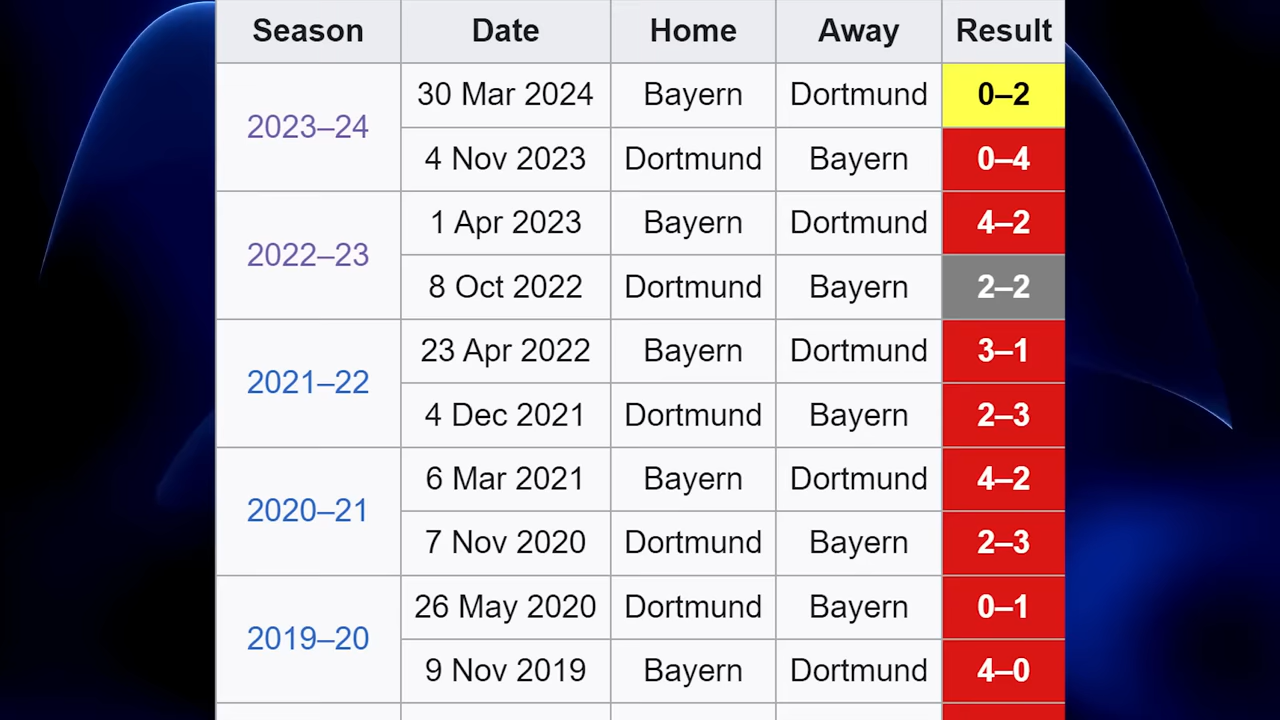 Season Date Home Away Result
2023–24 30 Mar 2024 Bayern Dortmund 0–2
4 Nov 2023 Dortmund Bayern 0–4
2022–23 1 Apr 2023 Bayern Dortmund 4–2
8 Oct 2022 Dortmund Bayern 2–2
2021–22 23 Apr 2022 Bayern Dortmund 3–1
4 Dec 2021 Dortmund Bayern 2–3
2020–21 6 Mar 2021 Bayern Dortmund 4–2
7 Nov 2020 Dortmund Bayern 2–3
2019–20 26 May 2020 Dortmund Bayern 0–1
9 Nov 2019 Bayern Dortmund 4–0